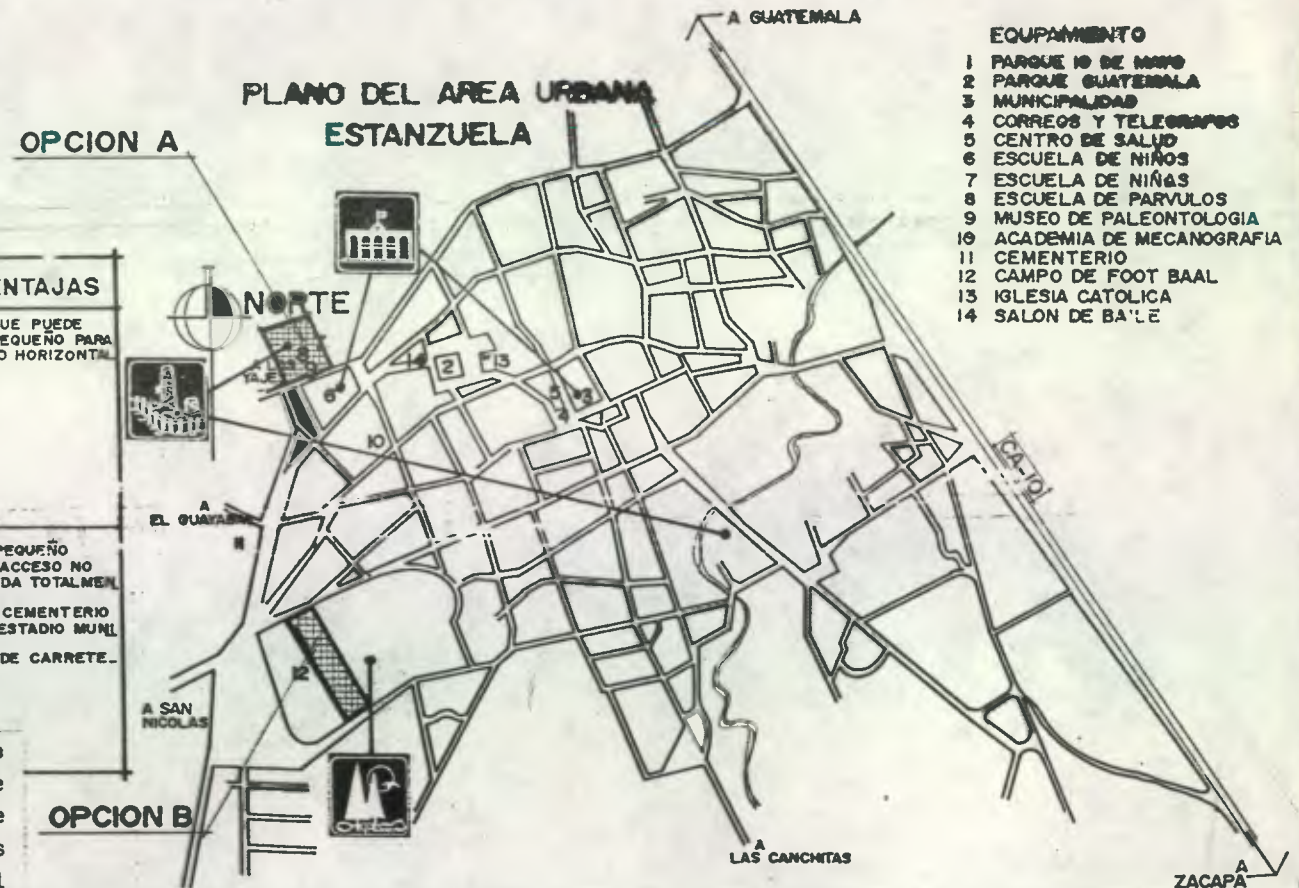 A GUATEMALA
PLANO DEL AREA URBANA
ESTANZUELA
OPCION A
EQUPAMIENTO
1 PARQUE 10 DE MAYO
2 PARQUE GUATEMALA
3 MUNICIPALIDAD
4 CORREOS Y TELEGRAFOS
5 CENTRO DE SALUD
6 ESCUELA DE NIÑOS
7 ESCUELA DE NIÑAS
8 ESCUELA DE PARVULOS
9 MUSEO DE PALEONTOLOGIA
10 ACADEMIA DE MECANOGRAFIA
11 CEMENTERIO
12 CAMPO DE FOOT BAAL
13 IGLESIA CATOLICA
14 SALON DE BAILE
ENTAJAS
UE PUEDE
EQUEÑO PARA
O HORIZONTAL
NORTE
2
13
6
3
4
10
CA-10
A
EL GUAYABAL
PEQUEÑO
ACCESO NO
DA TOTALMEN
CEMENTERIO
ESTADIO MUNI
DE CARRETE_
12
A SAN
NICOLAS
s
e
e
s
OPCION B
A
LAS CANCHITAS
A
ZACAPA